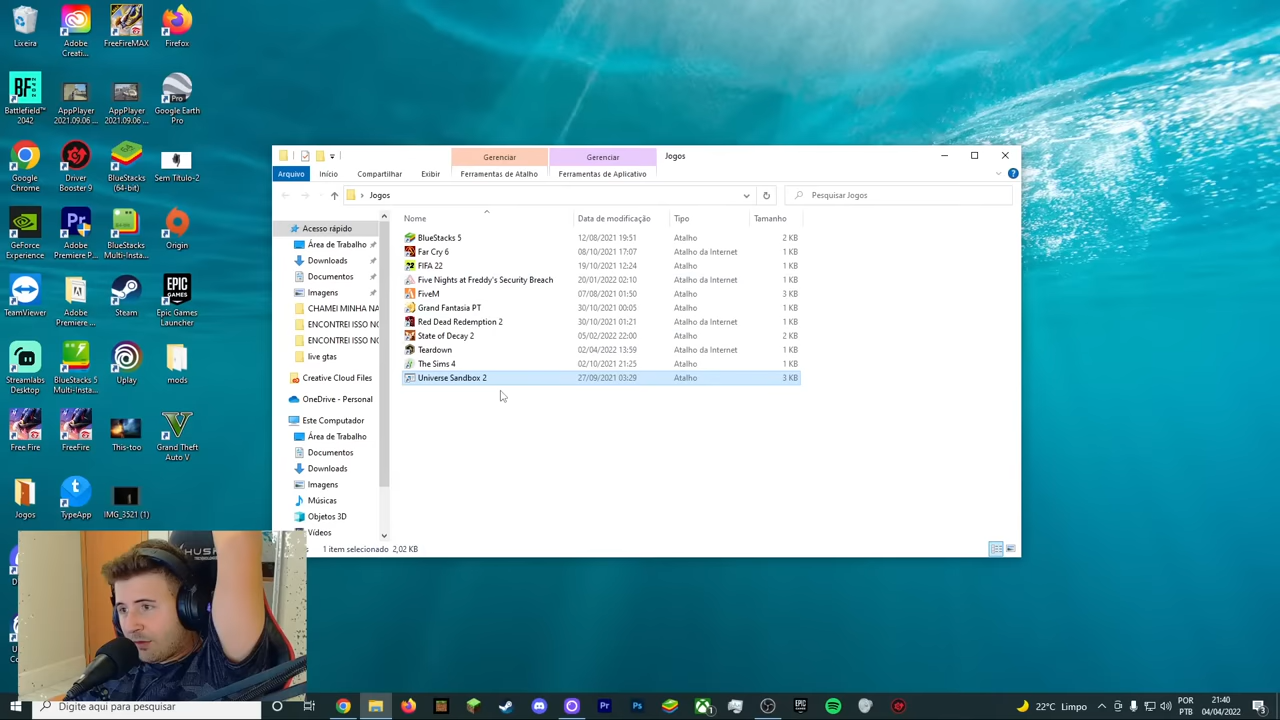 Lixeira
Adobe Creati...
FreeFireMAX
Firefox
Battlefield™ 2042
AppPlayer 2021.09.06 ...
AppPlayer 2021.09.06 ...
Google Earth Pro
Google Chrome
Driver Booster 9
BlueStacks (64-bit)
Sem Título-2
GeForce Experience
Adobe Premiere P...
BlueStacks Multi-Insta...
Origin
TeamViewer
Adobe Premiere ...
Steam
Epic Games Launcher
Streamlabs Desktop
BlueStacks 5 Multi-Insta...
Uplay
mods
Free Fire
FreeFire
This-too
Grand Theft Auto V
Jogos
TypeApp
IMG_3521 (1)
Gerenciar
Gerenciar
Jogos
Arquivo
Início
Compartilhar
Exibir
Ferramentas de Atalho
Ferramentas de Aplicativo
Jogos
Pesquisar Jogos
Acesso rápido
Área de Trabalho
Downloads
Documentos
Imagens
CHAMEI MINHA NA
ENCONTREI ISSO NO
ENCONTREI ISSO NO
live gtas
Creative Cloud Files
OneDrive - Personal
Este Computador
Área de Trabalho
Documentos
Downloads
Imagens
Músicas
Objetos 3D
Vídeos
Nome Data de modificação Tipo Tamanho
BlueStacks 5 12/08/2021 19:51 Atalho 2 KB
Far Cry 6 08/10/2021 17:07 Atalho da Internet 1 KB
FIFA 22 19/10/2021 12:24 Atalho da Internet 1 KB
Five Nights at Freddy's Security Breach 20/01/2022 02:10 Atalho da Internet 1 KB
FiveM 07/08/2021 01:50 Atalho 3 KB
Grand Fantasia PT 30/10/2021 00:05 Atalho da Internet 1 KB
Red Dead Redemption 2 30/10/2021 01:21 Atalho da Internet 1 KB
State of Decay 2 05/02/2022 22:00 Atalho 2 KB
Teardown 02/04/2022 13:59 Atalho da Internet 1 KB
The Sims 4 02/10/2021 21:25 Atalho 1 KB
Universe Sandbox 2 27/09/2021 03:29 Atalho 3 KB
1 item selecionado 2,02 KB
Digite aqui para pesquisar
22°C Limpo
POR
PTB
21:40
04/04/2022